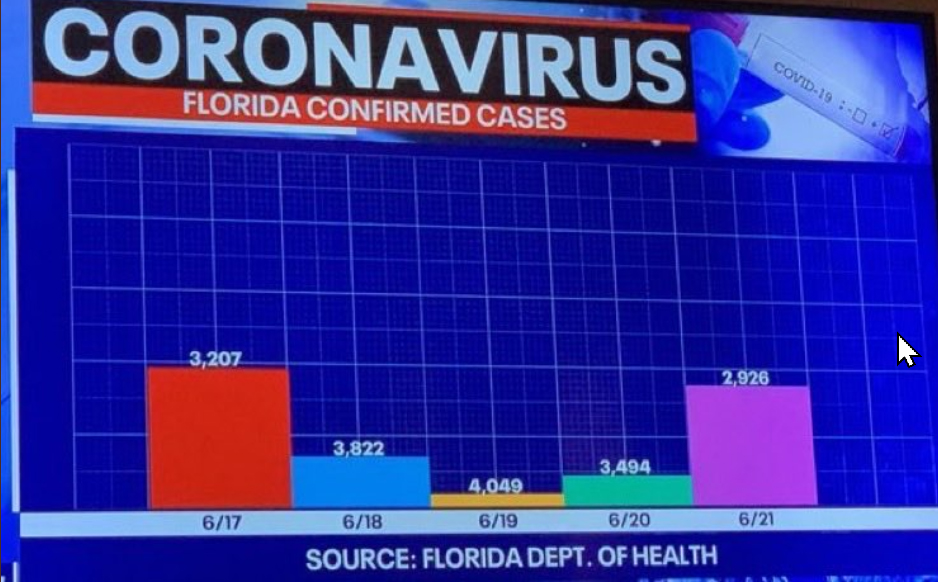 CORONAVIRUS
FLORIDA CONFIRMED CASES
COVID-19 : -☐ +☑
3,207
3,822
4,049
3,494
2,926
6/17
6/18
6/19
6/20
6/21
SOURCE: FLORIDA DEPT. OF HEALTH